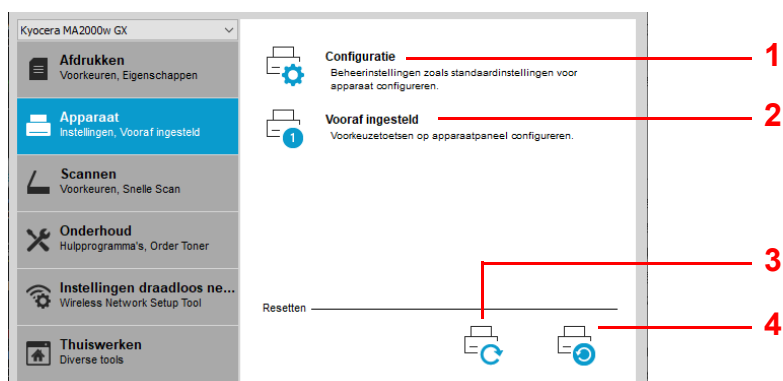 Kyocera MA2000w GX
Afdrukken
Voorkeuren, Eigenschappen
Apparaat
Instellingen, Vooraf ingesteld
Scannen
Voorkeuren, Snelle Scan
Onderhoud
Hulpprogramma's, Order Toner
Instellingen draadloos ne...
Wireless Network Setup Tool
Thuiswerken
Diverse tools
Configuratie
Beheerinstellingen zoals standaardinstellingen voor
apparaat configureren.
Vooraf ingesteld
Voorkeuzetoetsen op apparaatpaneel configureren.
1
Resetten
1
2
3
4